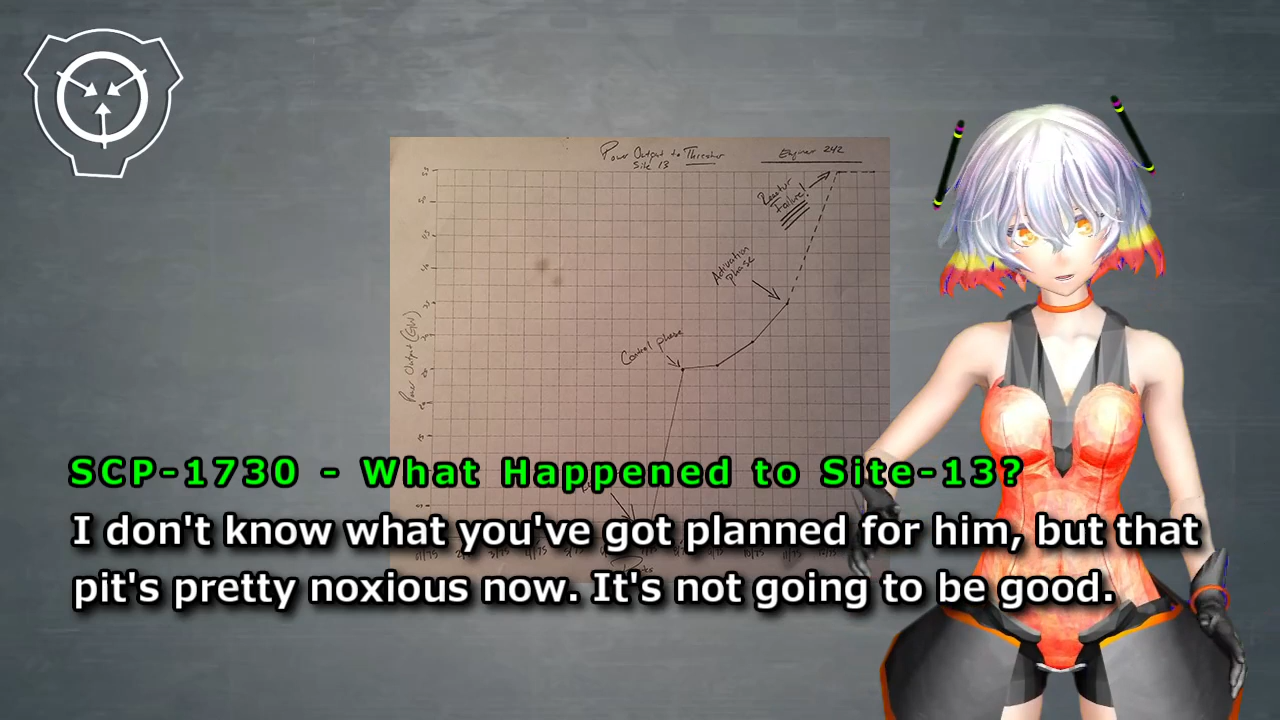 Power Output to Thresher
Site 13
Engineer 242
Reactor
Failure!
Activation
phase
Control phase
Power Output (GW)
SCP-1730 - What Happened to Site-13?
I don't know what you've got planned for him, but that
pit's pretty noxious now. It's not going to be good.